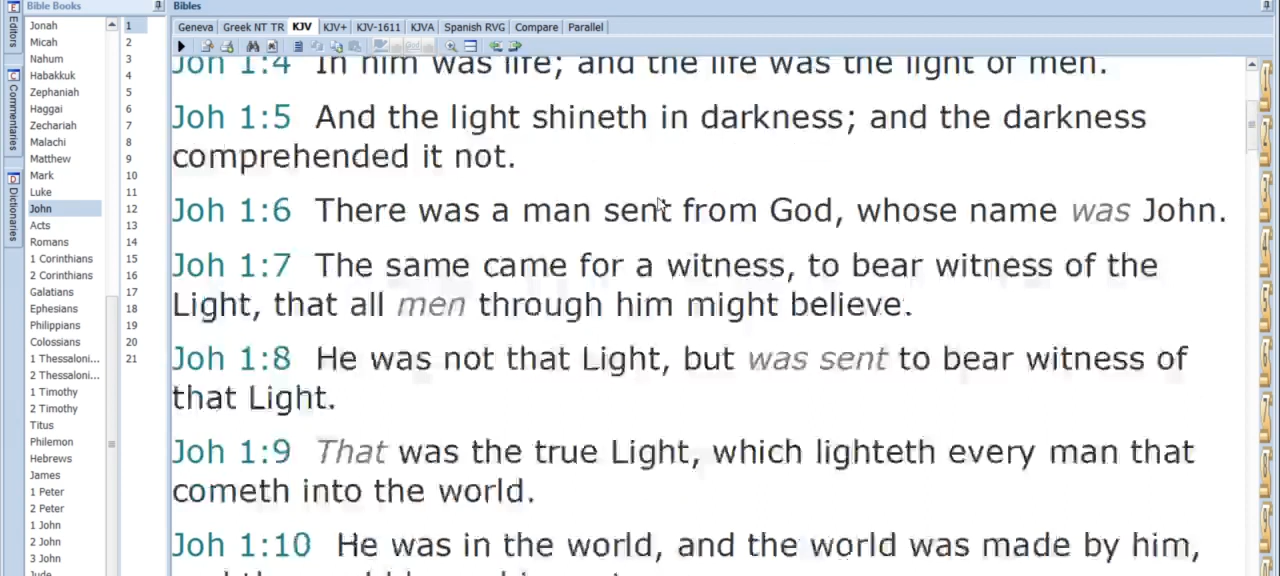 Bible Books
Bibles
Editors
Commentaries
Dictionaries
Jonah
Micah
Nahum
Habakkuk
Zephaniah
Haggai
Zechariah
Malachi
Matthew
Mark
Luke
John
Acts
Romans
1 Corinthians
2 Corinthians
Galatians
Ephesians
Philippians
Colossians
1 Thessaloni...
2 Thessaloni...
1 Timothy
2 Timothy
Titus
Philemon
Hebrews
James
1 Peter
2 Peter
1 John
2 John
3 John
Jude
1
2
3
4
5
6
7
8
9
10
11
12
13
14
15
16
17
18
19
20
21
Geneva Greek NT TR KJV KJV+ KJV-1611 KJVA Spanish RVG Compare Parallel
Joh 1:4 In him was life; and the life was the light of men.
Joh 1:5 And the light shineth in darkness; and the darkness
comprehended it not.
Joh 1:6 There was a man sent from God, whose name was John.
Joh 1:7 The same came for a witness, to bear witness of the
Light, that all men through him might believe.
Joh 1:8 He was not that Light, but was sent to bear witness of
that Light.
Joh 1:9 That was the true Light, which lighteth every man that
cometh into the world.
Joh 1:10 He was in the world, and the world was made by him,